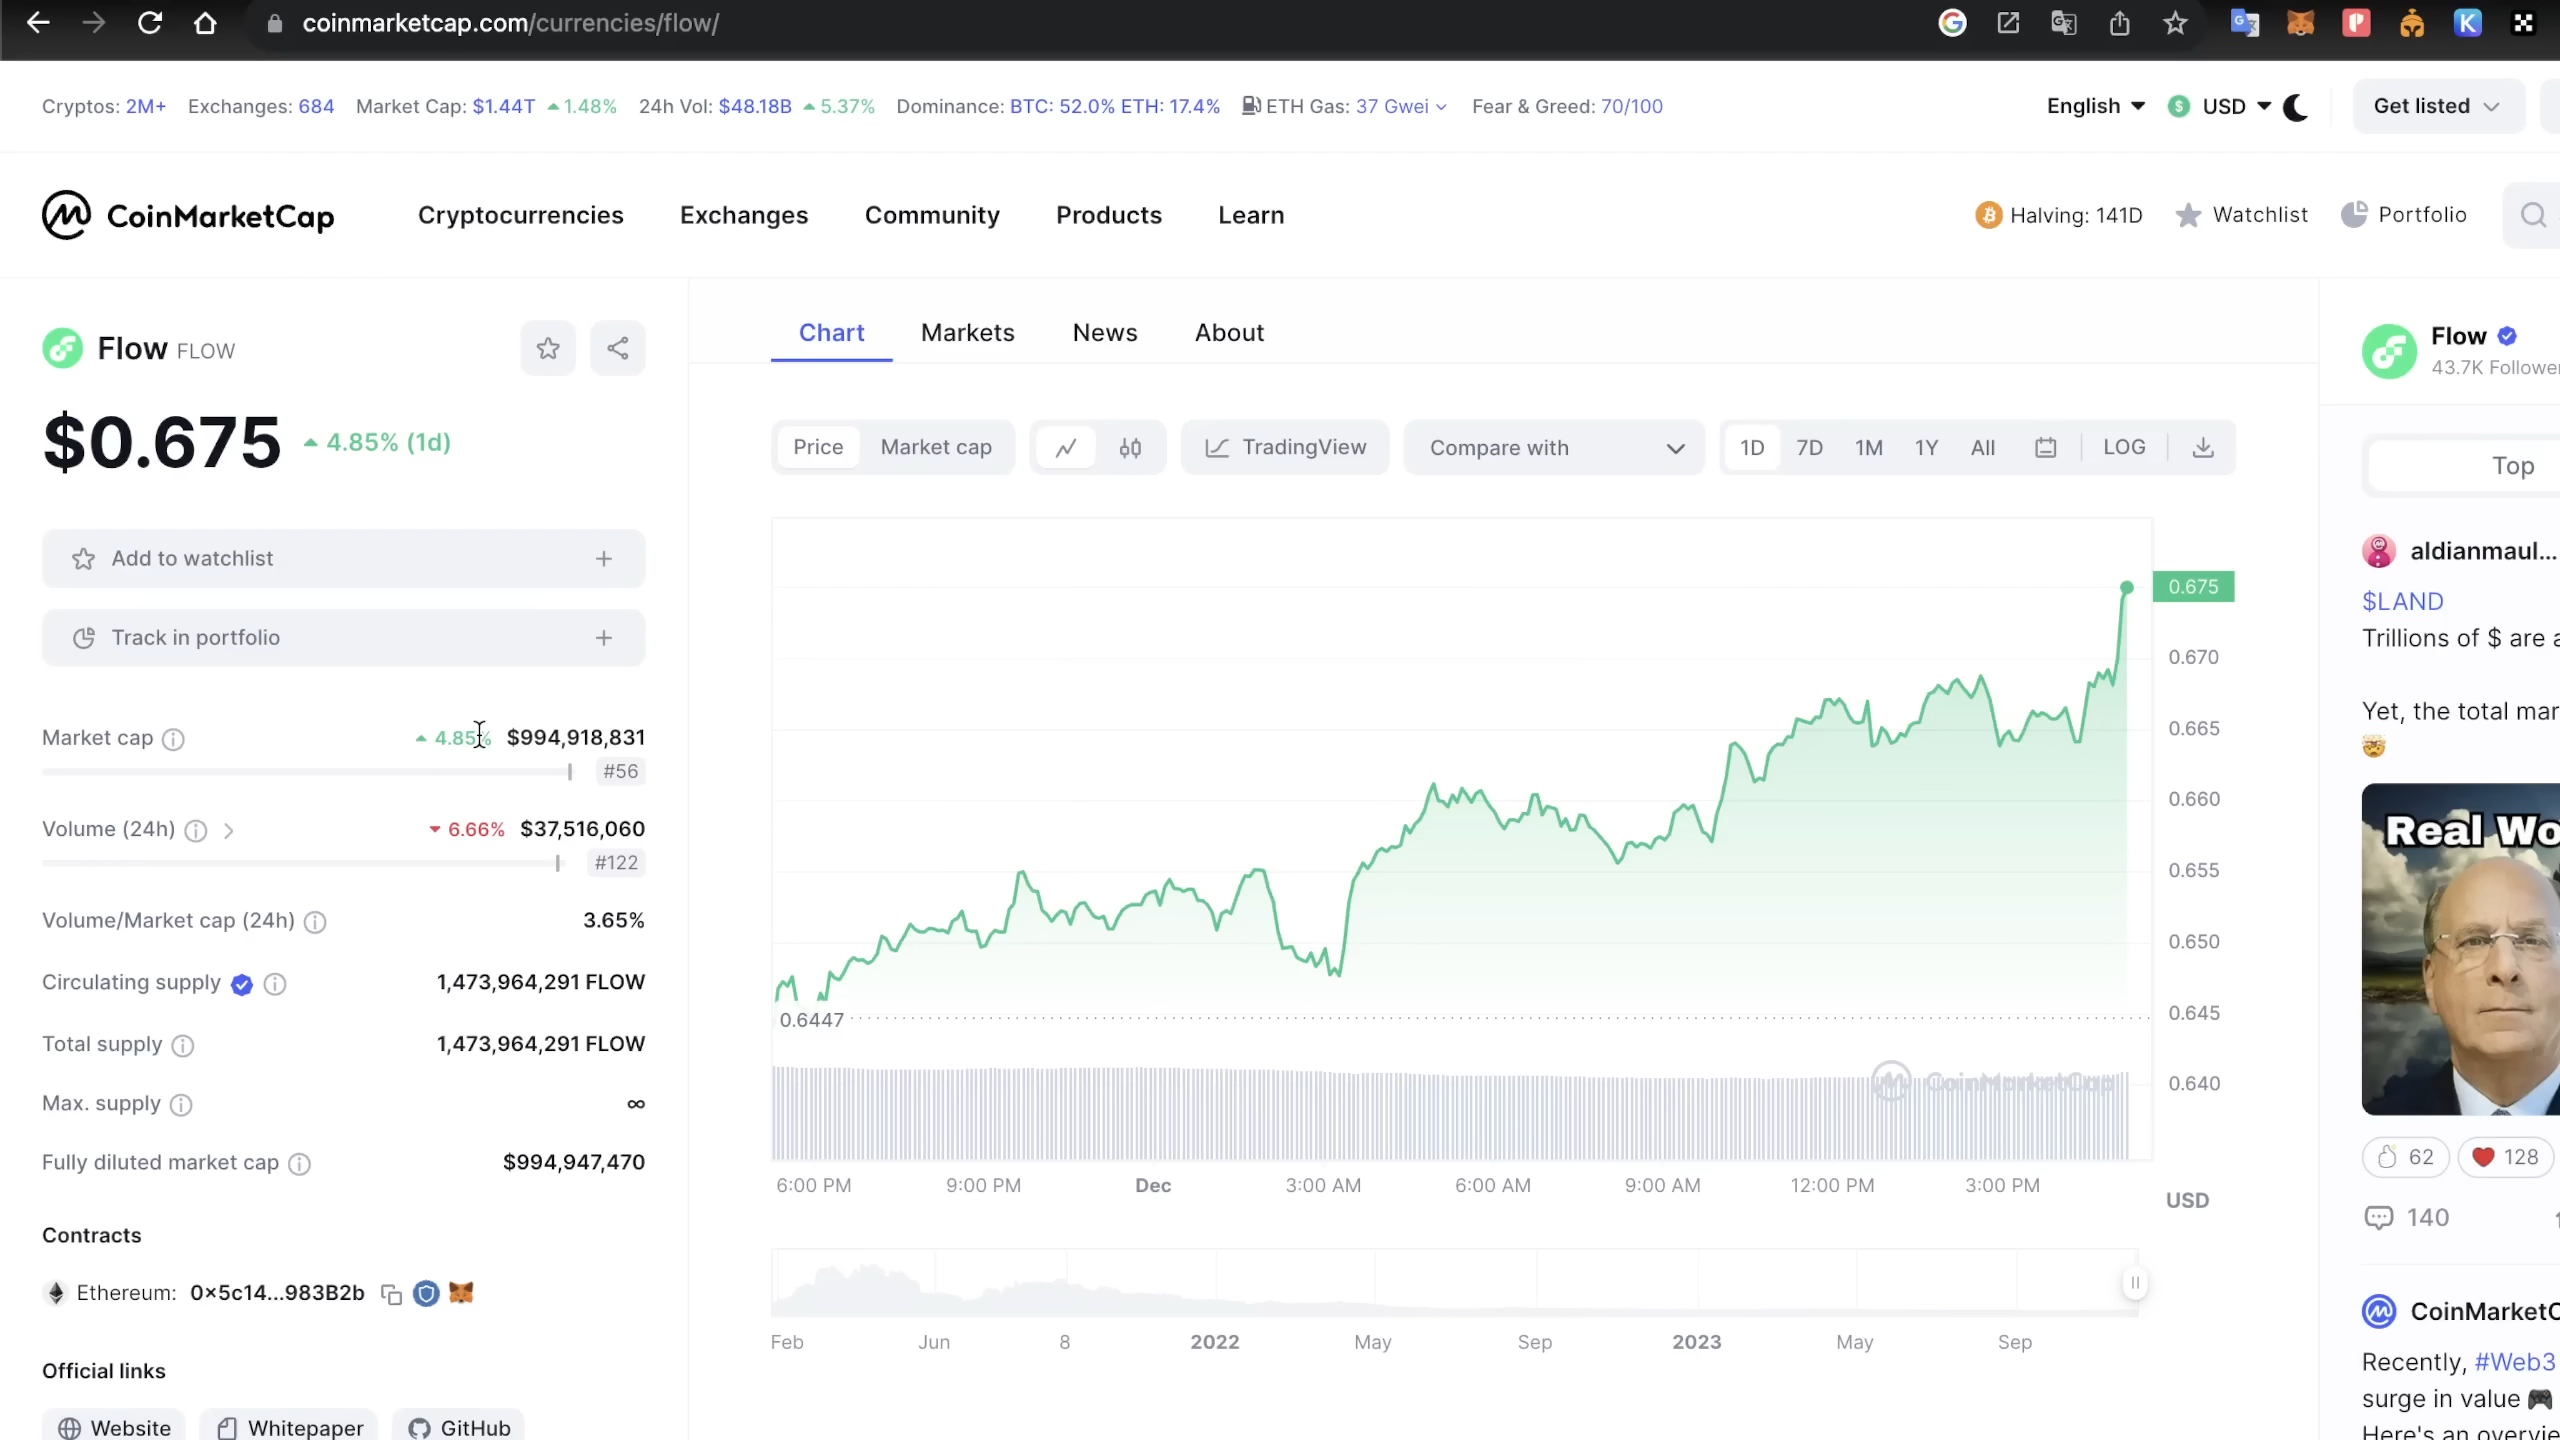 coinmarketcap.com/currencies/flow/
Cryptos: 2M+ Exchanges: 684 Market Cap: $1.44T 1.48% 24h Vol: $48.18B 5.37% Dominance: BTC: 52.0% ETH: 17.4% ETH Gas: 37 Gwei Fear & Greed: 70/100
English USD Get listed
CoinMarketCap Cryptocurrencies Exchanges Community Products Learn
Halving: 141D Watchlist Portfolio
Flow FLOW
$0.675 4.85% (1d)
Add to watchlist +
Track in portfolio +
Market cap 4.85% $994,918,831
#56
Volume (24h) 6.66% $37,516,060
#122
Volume/Market cap (24h) 3.65%
Circulating supply 1,473,964,291 FLOW
Total supply 1,473,964,291 FLOW
Max. supply ∞
Fully diluted market cap $994,947,470
Contracts
Ethereum: 0x5c14...983B2b
Official links
Website Whitepaper GitHub
Chart Markets News About
Price Market cap TradingView Compare with 1D 7D 1M 1Y All LOG
0.675
0.670
0.665
0.660
0.655
0.650
0.645
0.640
0.6447
CoinMarketCap
6:00 PM 9:00 PM Dec 3:00 AM 6:00 AM 9:00 AM 12:00 PM 3:00 PM
USD
Feb Jun 8 2022 May Sep 2023 May Sep
Flow
43.7K Follower
Top
aldianmaul...
$LAND
Trillions of $ are a
Yet, the total mar
🤯
Real Wo
62 ❤️ 128
140
CoinMarketC
Recently, #Web3
surge in value 🎮
Here's an overvie